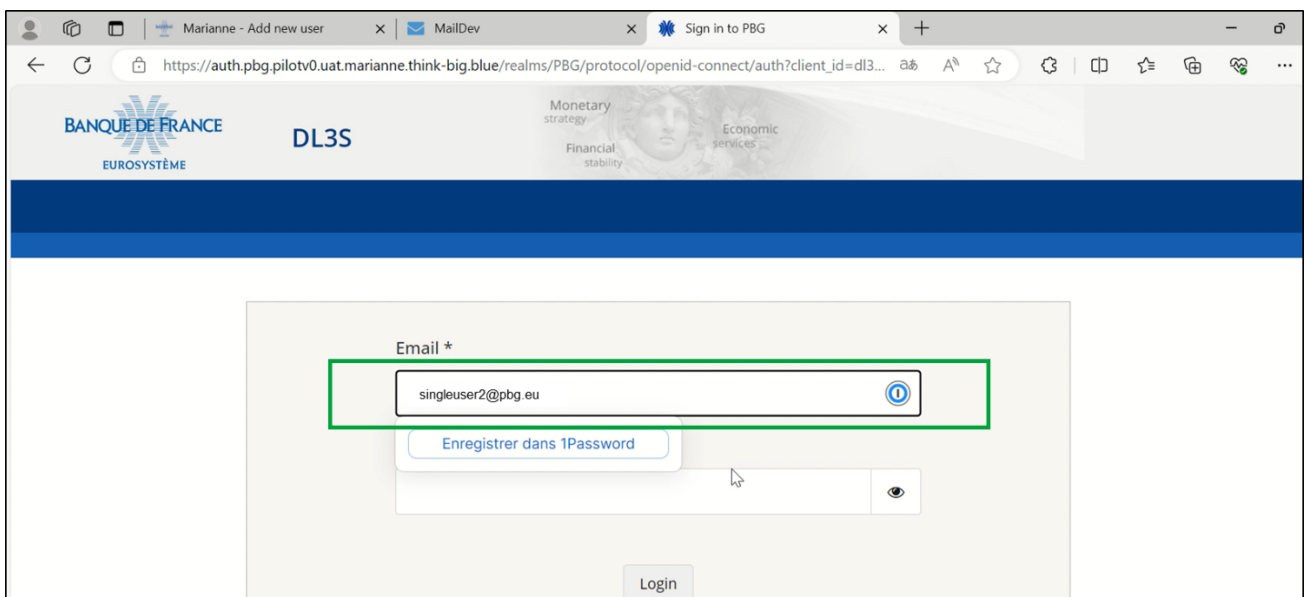 Marianne - Add new user
MailDev
Sign in to PBG
https://auth.pbg.pilotv0.uat.marianne.think-big.blue/realms/PBG/protocol/openid-connect/auth?client_id=dl3...
BANQUE DE FRANCE
EUROSYSTÈME
DL3S
Monetary
strategy
Economic
services
Financial
stability
Email *
singleuser2@pbg.eu
Enregistrer dans 1Password
Login